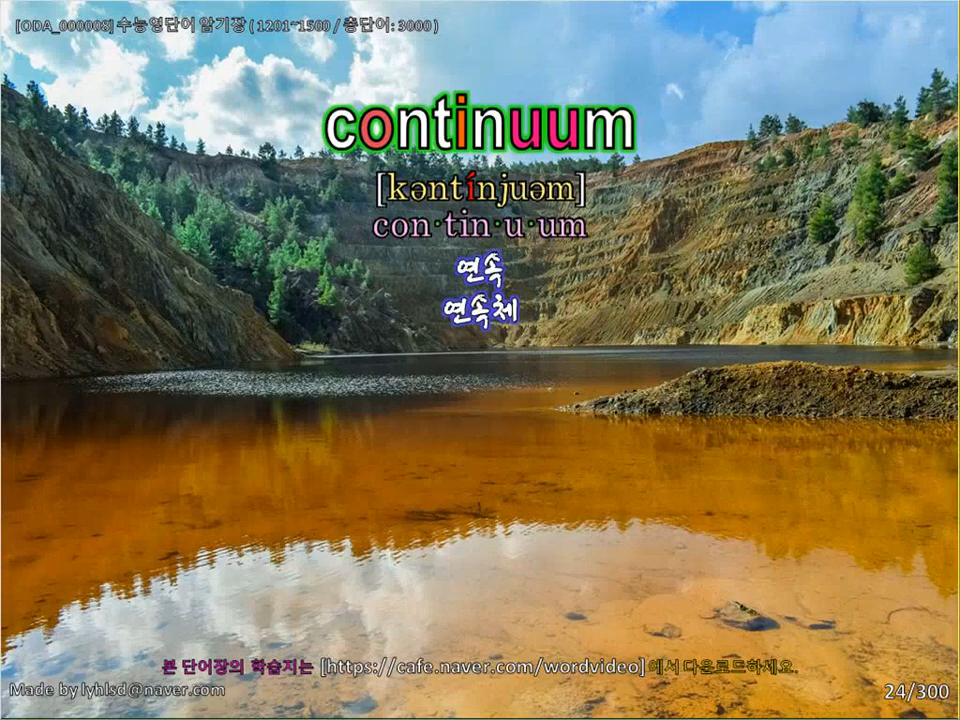 [ODA_000008] 수능영단어 암기장 ( 1201~1500 / 총단어: 3000 )
continuum
[kəntínjuəm]
con·tin·u·um
연속
연속체
본 단어장의 학습지는 [https://cafe.naver.com/wordvideo] 에서 다운로드하세요.
Made by lyhlsd@naver.com
24/300